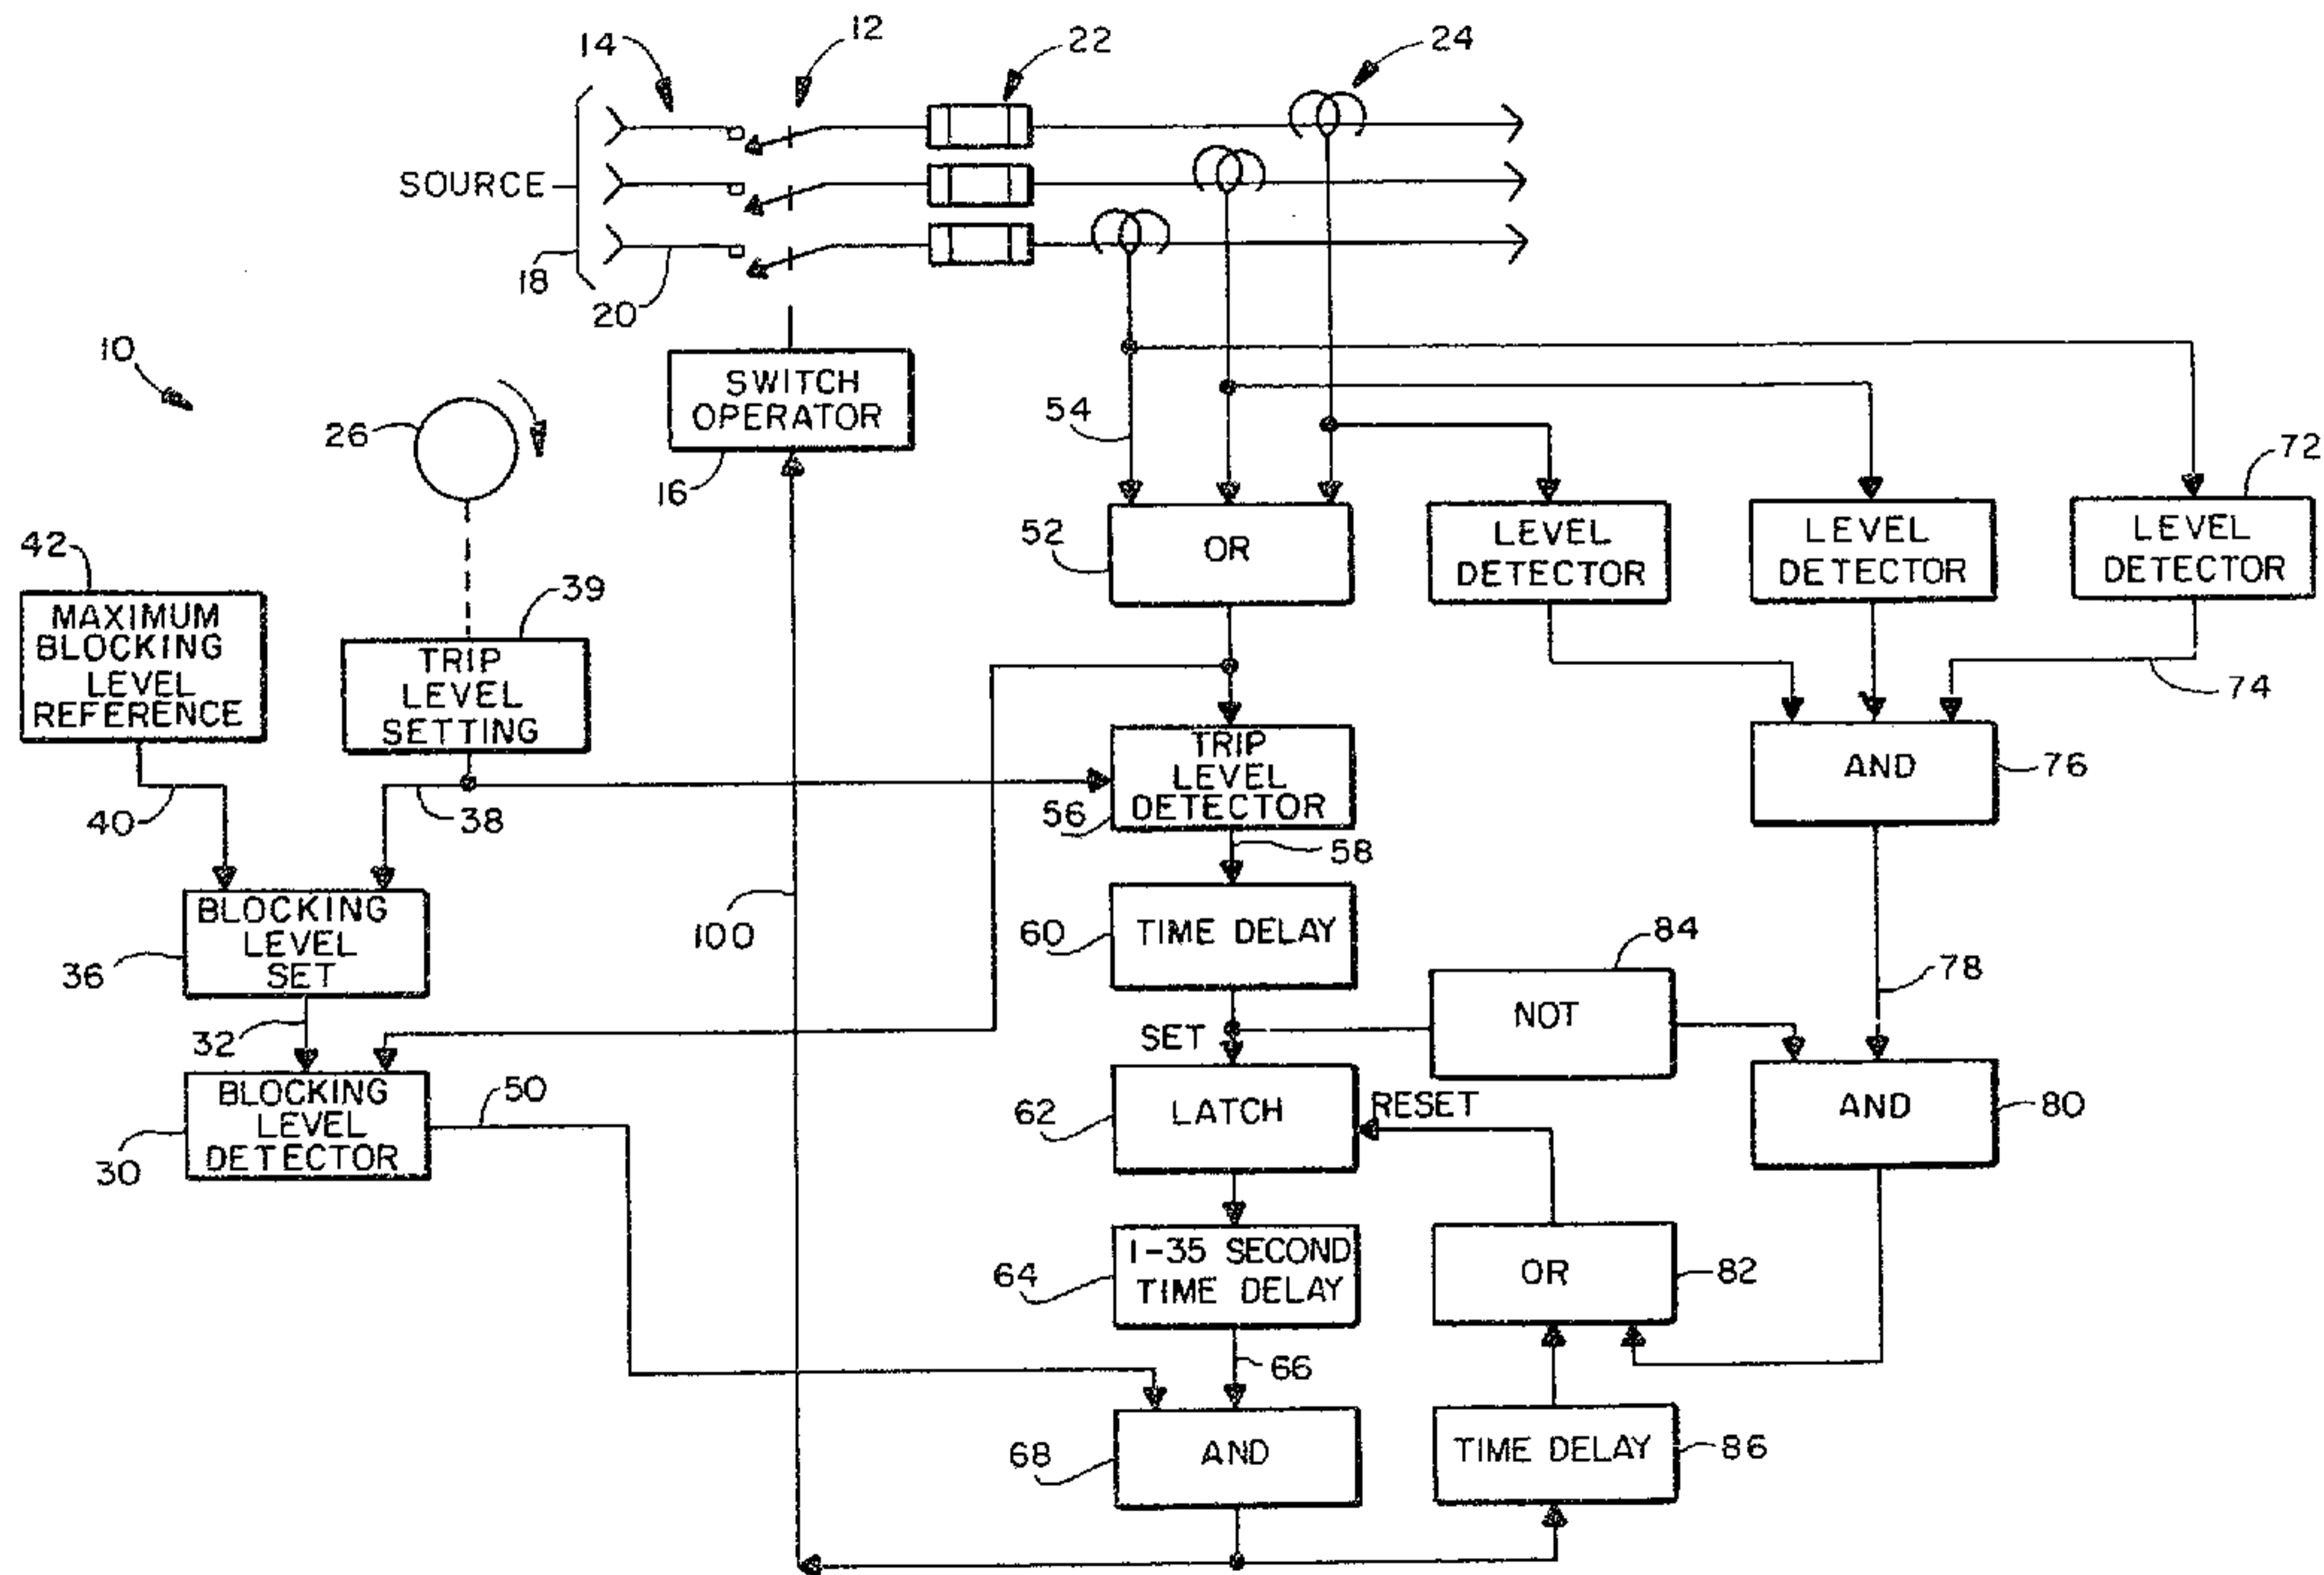 14
12
22
24
SOURCE
18
20
10
26
SWITCH
OPERATOR
16
54
72
42
MAXIMUM
BLOCKING
LEVEL
REFERENCE
39
TRIP
LEVEL
SETTING
52
OR
LEVEL
DETECTOR
LEVEL
DETECTOR
LEVEL
DETECTOR
74
40
38
TRIP
LEVEL
DETECTOR
56
58
AND
76
BLOCKING
LEVEL
SET
36
100
60
TIME DELAY
84
NOT
78
32
SET
BLOCKING
LEVEL
DETECTOR
30
50
62
LATCH
RESET
AND
80
64
1-35 SECOND
TIME DELAY
OR
82
66
68
AND
TIME DELAY
86